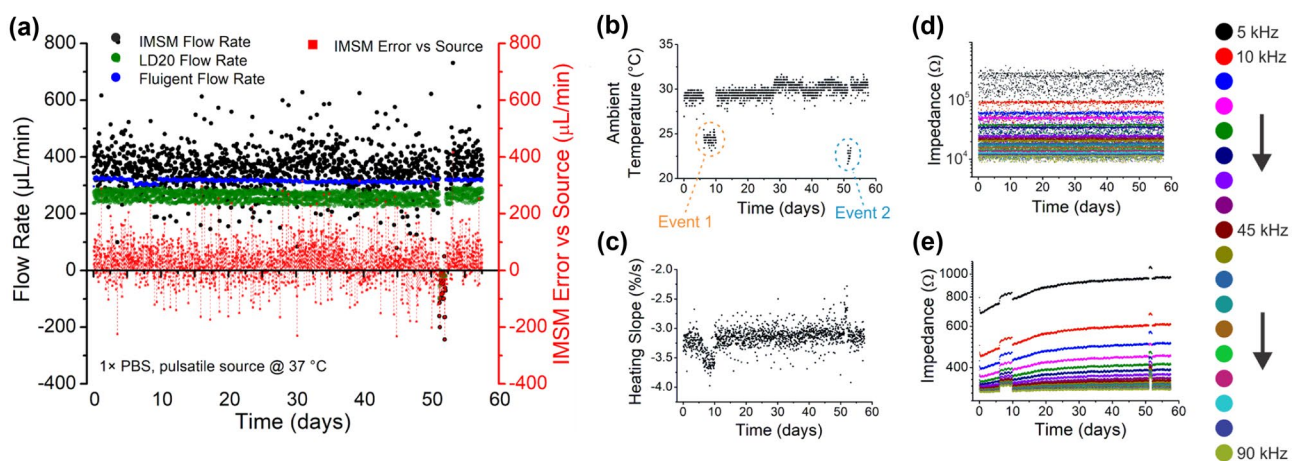 (a)
800
600
400
200
0
-200
-400
Flow Rate (µL/min)
IMSM Flow Rate
LD20 Flow Rate
Fluigent Flow Rate
IMSM Error vs Source
1× PBS, pulsatile source @ 37 °C
0 10 20 30 40 50 60
Time (days)
800
600
400
200
0
-200
-400
IMSM Error vs Source (µL/min)
(b)
35
30
25
20
Ambient
Temperature (°C)
0 10 20 30 40 50 60
Time (days)
Event 1
Event 2
(c)
-2.0
-2.5
-3.0
-3.5
-4.0
Heating Slope (%/s)
0 10 20 30 40 50 60
Time (days)
(d)
10⁵
10⁴
Impedance (Ω)
0 10 20 30 40 50 60
Time (days)
(e)
1000
800
600
400
Impedance (Ω)
0 10 20 30 40 50 60
Time (days)
5 kHz
10 kHz
45 kHz
90 kHz